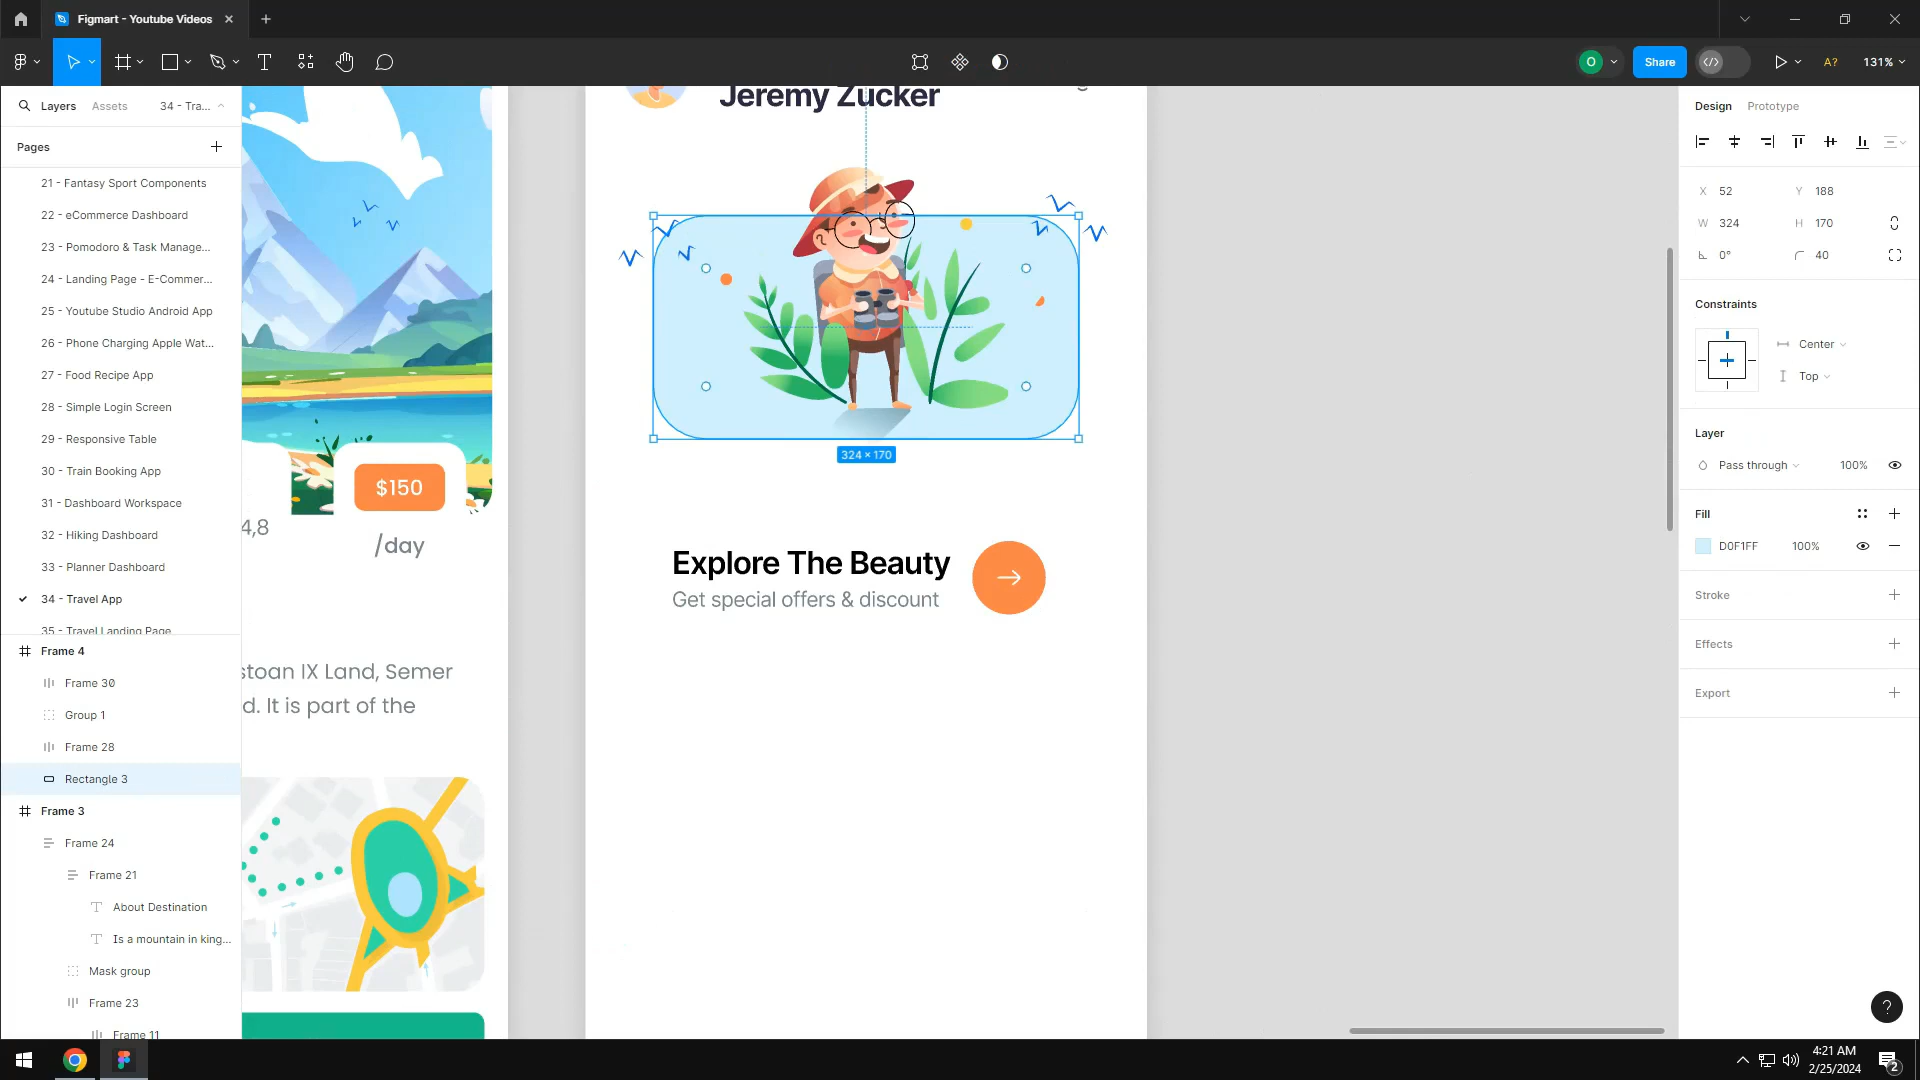 Figmart - Youtube Videos
Share
A?
131%
Layers
Assets
34 - Tra...
Pages
21 - Fantasy Sport Components
22 - eCommerce Dashboard
23 - Pomodoro & Task Manage...
24 - Landing Page - E-Commer...
25 - Youtube Studio Android App
26 - Phone Charging Apple Wat...
27 - Food Recipe App
28 - Simple Login Screen
29 - Responsive Table
30 - Train Booking App
31 - Dashboard Workspace
32 - Hiking Dashboard
33 - Planner Dashboard
34 - Travel App
35 - Travel Landing Page
Frame 4
Frame 30
Group 1
Frame 28
Rectangle 3
Frame 3
Frame 24
Frame 21
About Destination
Is a mountain in king...
Mask group
Frame 23
Frame 11
$150
4,8
/day
stoan IX Land, Semer
d. It is part of the
Jeremy Zucker
324 × 170
Explore The Beauty
Get special offers & discount
Design
Prototype
X 52
Y 188
W 324
H 170
0°
40
Constraints
Center
Top
Layer
Pass through
100%
Fill
D0F1FF
100%
Stroke
Effects
Export
?
4:21 AM
2/25/2024
2
O